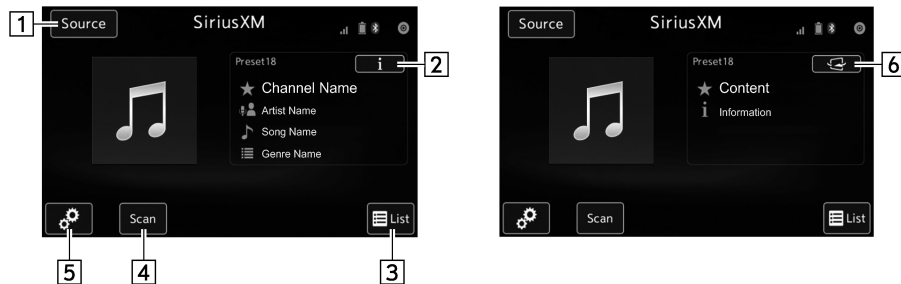 1
Source
SiriusXM
Preset18
i
2
Channel Name
Artist Name
Song Name
Genre Name
Scan
List
5
4
3
Source
SiriusXM
Preset18
6
Content
i Information
Scan
List